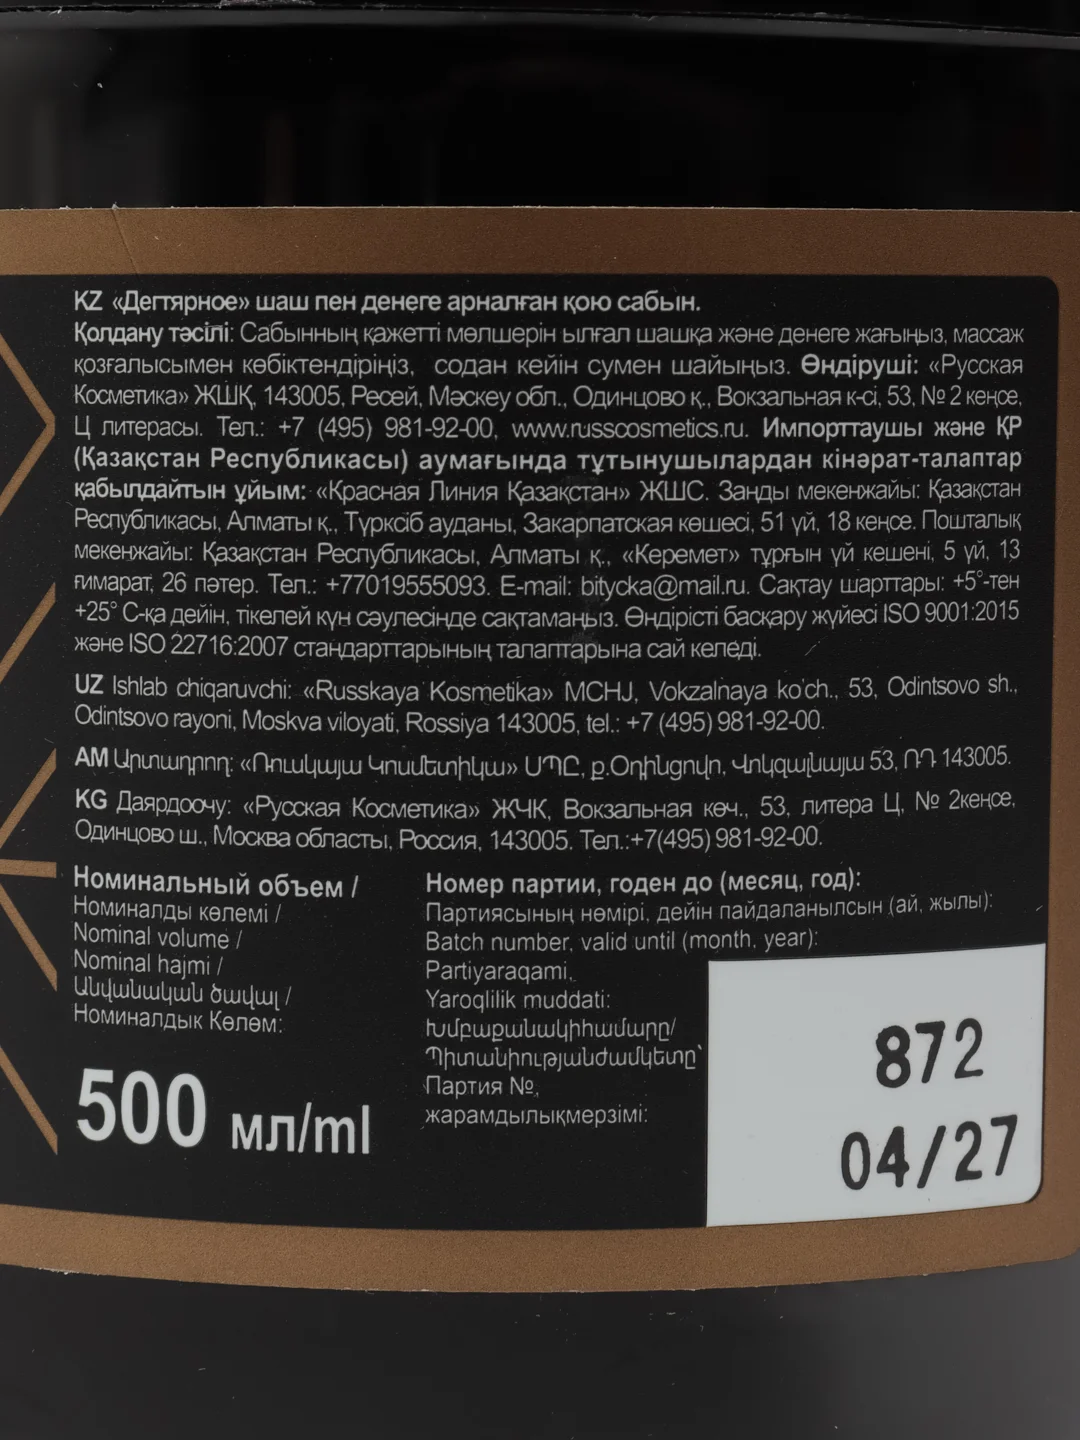 KZ «Дегтярное» шаш пен денеге арналған қою сабын.
Қолдану тәсілі: Сабынның қажетті мөлшерін ылғал шашқа және денеге жағыңыз, массаж
қозғалысымен көбіктендіріңіз, содан кейін сумен шайыңыз. Өндіруші: «Русская
Косметика» ЖШҚ, 143005, Ресей, Мәскеу обл., Одинцово қ., Вокзальная к-сі, 53, № 2 кеңсе,
Ц литерасы. Тел.: +7 (495) 981-92-00, www.russcosmetics.ru. Импорттаушы және ҚР
(Қазақстан Республикасы) аумағында тұтынушылардан кінәрат-талаптар
қабылдайтын ұйым: «Красная Линия Қазақстан» ЖШС. Заңды мекенжайы: Қазақстан
Республикасы, Алматы қ., Түрксіб ауданы, Закарпатская көшесі, 51 үй, 18 кеңсе. Пошталық
мекенжайы: Қазақстан Республикасы, Алматы қ., «Керемет» тұрғын үй кешені, 5 үй, 13
ғимарат, 26 пәтер. Тел.: +77019555093. E-mail: bitycka@mail.ru. Сақтау шарттары: +5°-тен
+25° С-қа дейін, тікелей күн сәулесінде сақтамаңыз. Өндірісті басқару жүйесі ISO 9001:2015
және ISO 22716:2007 стандарттарының талаптарына сай келеді.
UZ Ishlab chiqaruvchi: «Russkaya Kosmetika» MCHJ, Vokzalnaya ko'ch., 53, Odintsovo sh.,
Odintsovo rayoni, Moskva viloyati, Rossiya 143005, tel.: +7 (495) 981-92-00.
AM Արտադրող: «Ռուսկայա Կոսմետիկա» ՍՊԸ, ք.Օդինցովո, Վոկզալնայա 53, ՌԴ 143005.
KG Даярдоочу: «Русская Косметика» ЖЧК, Вокзальная көч., 53, литера Ц, № 2кеңсе,
Одинцово ш., Москва областы, Россия, 143005. Тел.:+7(495) 981-92-00.
Номинальный объем /
Номиналды көлемі /
Nominal volume /
Nominal hajmi /
Անվանական ծավալ /
Номиналдык Көлөм:
500 мл/ml
Номер партии, годен до (месяц, год):
Партиясының нөмірі, дейін пайдаланылсын (ай, жылы):
Batch number, valid until (month, year):
Partiyaraqami,
Yaroqlilik muddati:
Խմբաքանակիհամարը/
Պիտանիությանժամկետը՝
Партия №,
жарамдылықмерзімі:
872
04/27